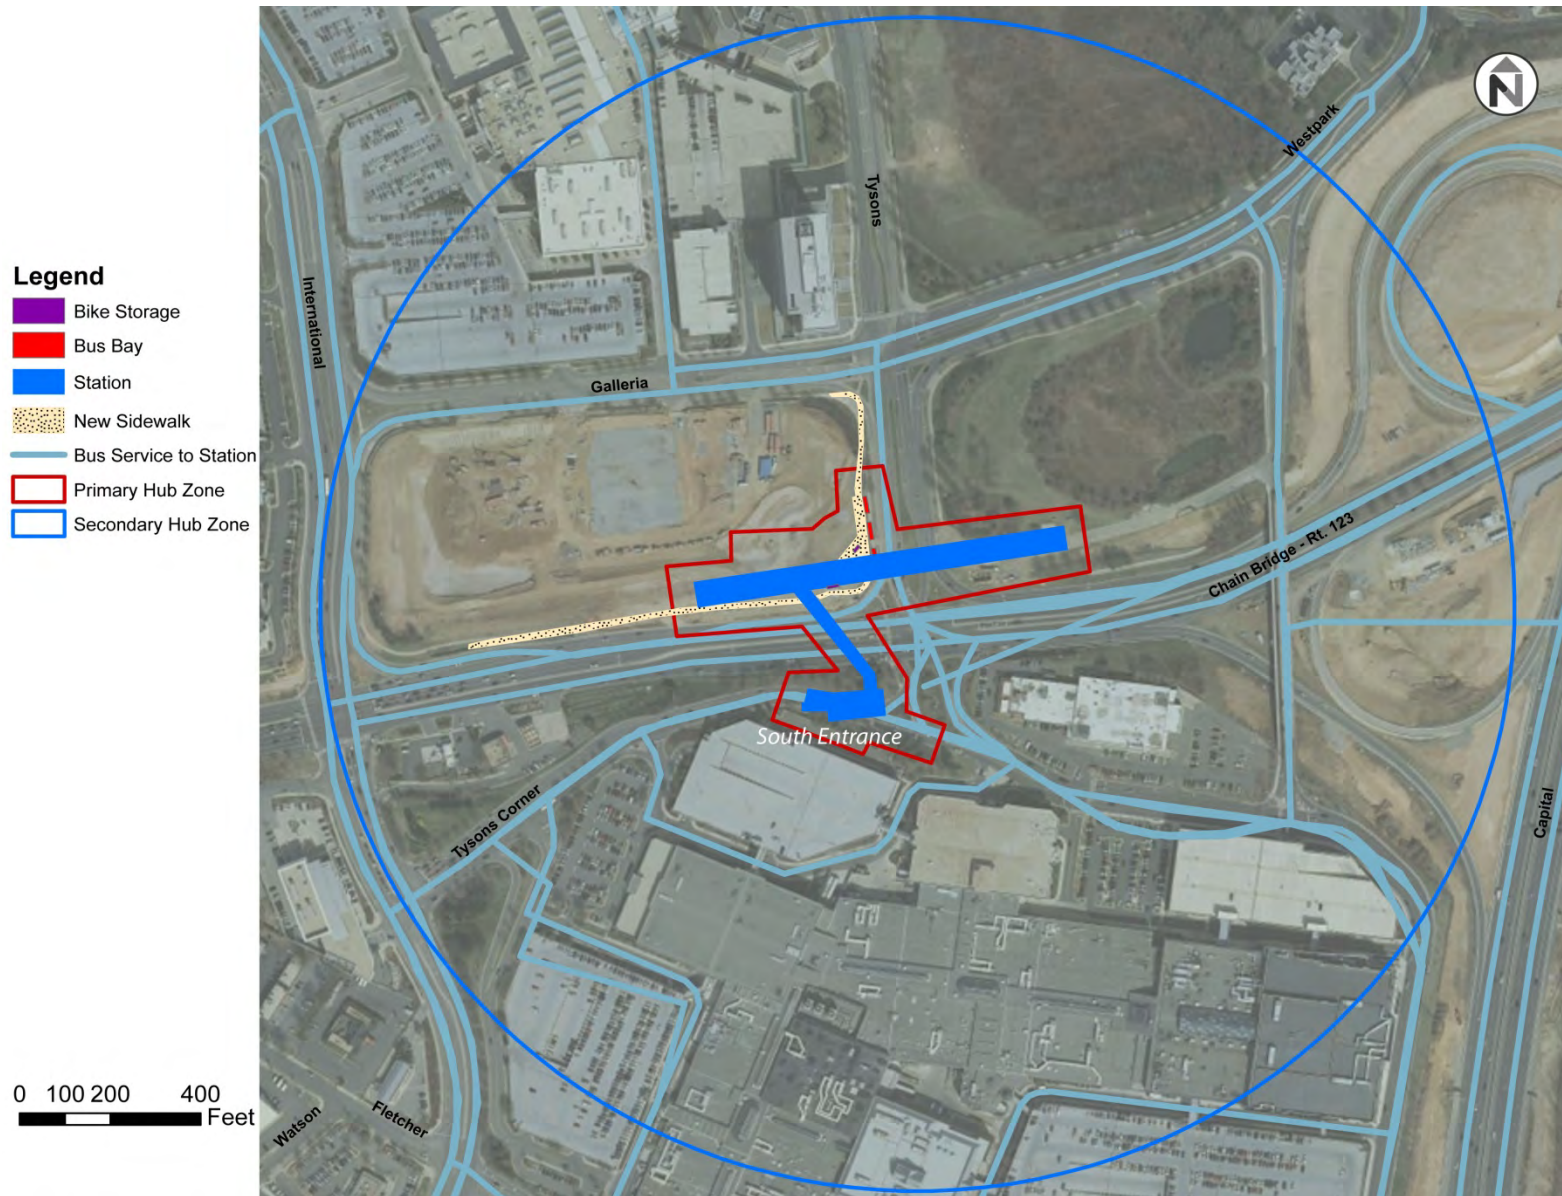 N
Westpark
Tysons
International
Galleria
Legend
Bike Storage
Bus Bay
Station
New Sidewalk
Bus Service to Station
Primary Hub Zone
Secondary Hub Zone
Chain Bridge - Rt. 123
South Entrance
Tysons Corner
Capital
0 100 200 400
Feet
Watson
Fletcher